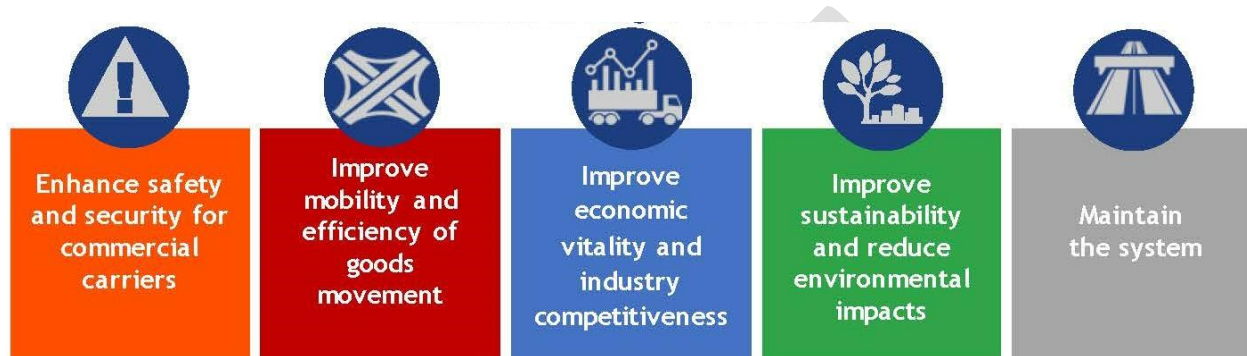 Enhance safety
and security for
commercial
carriers
Improve
mobility and
efficiency of
goods
movement
Improve
economic
vitality and
industry
competitiveness
Improve
sustainability
and reduce
environmental
impacts
Maintain
the system